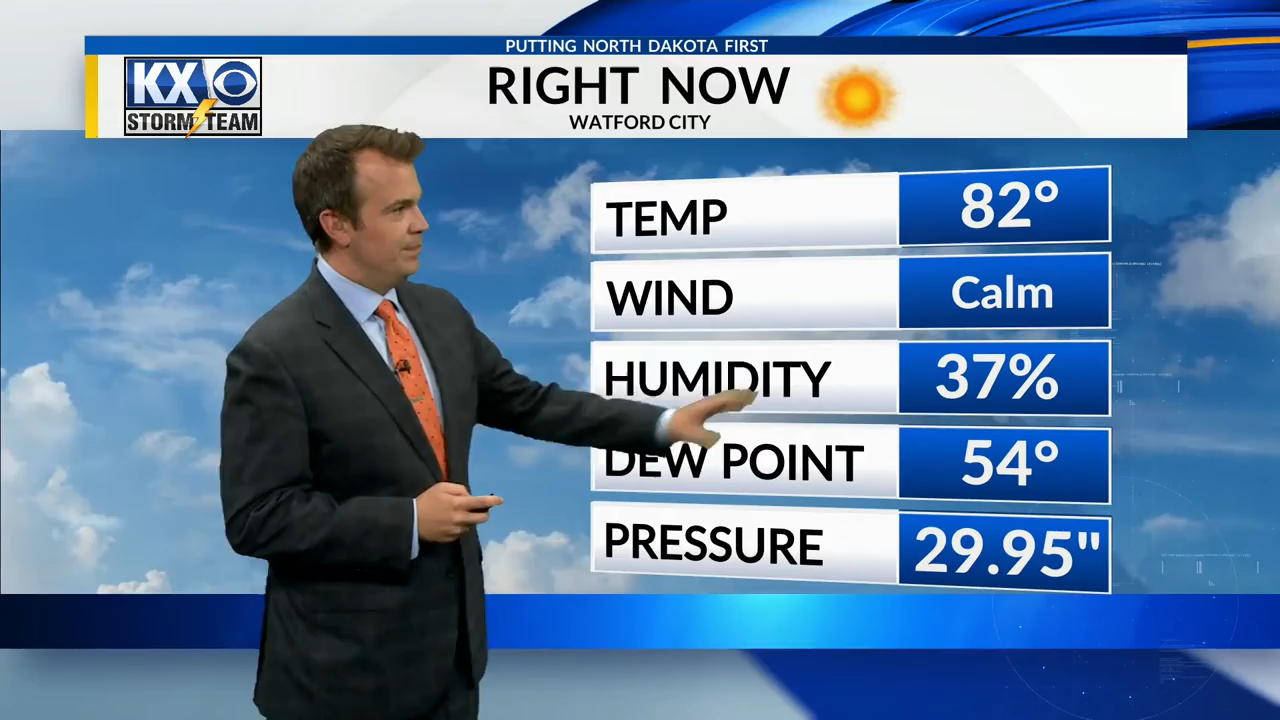 PUTTING NORTH DAKOTA FIRST
KX
STORM TEAM
RIGHT NOW
WATFORD CITY
TEMP 82°
WIND Calm
HUMIDITY 37%
DEW POINT 54°
PRESSURE 29.95"